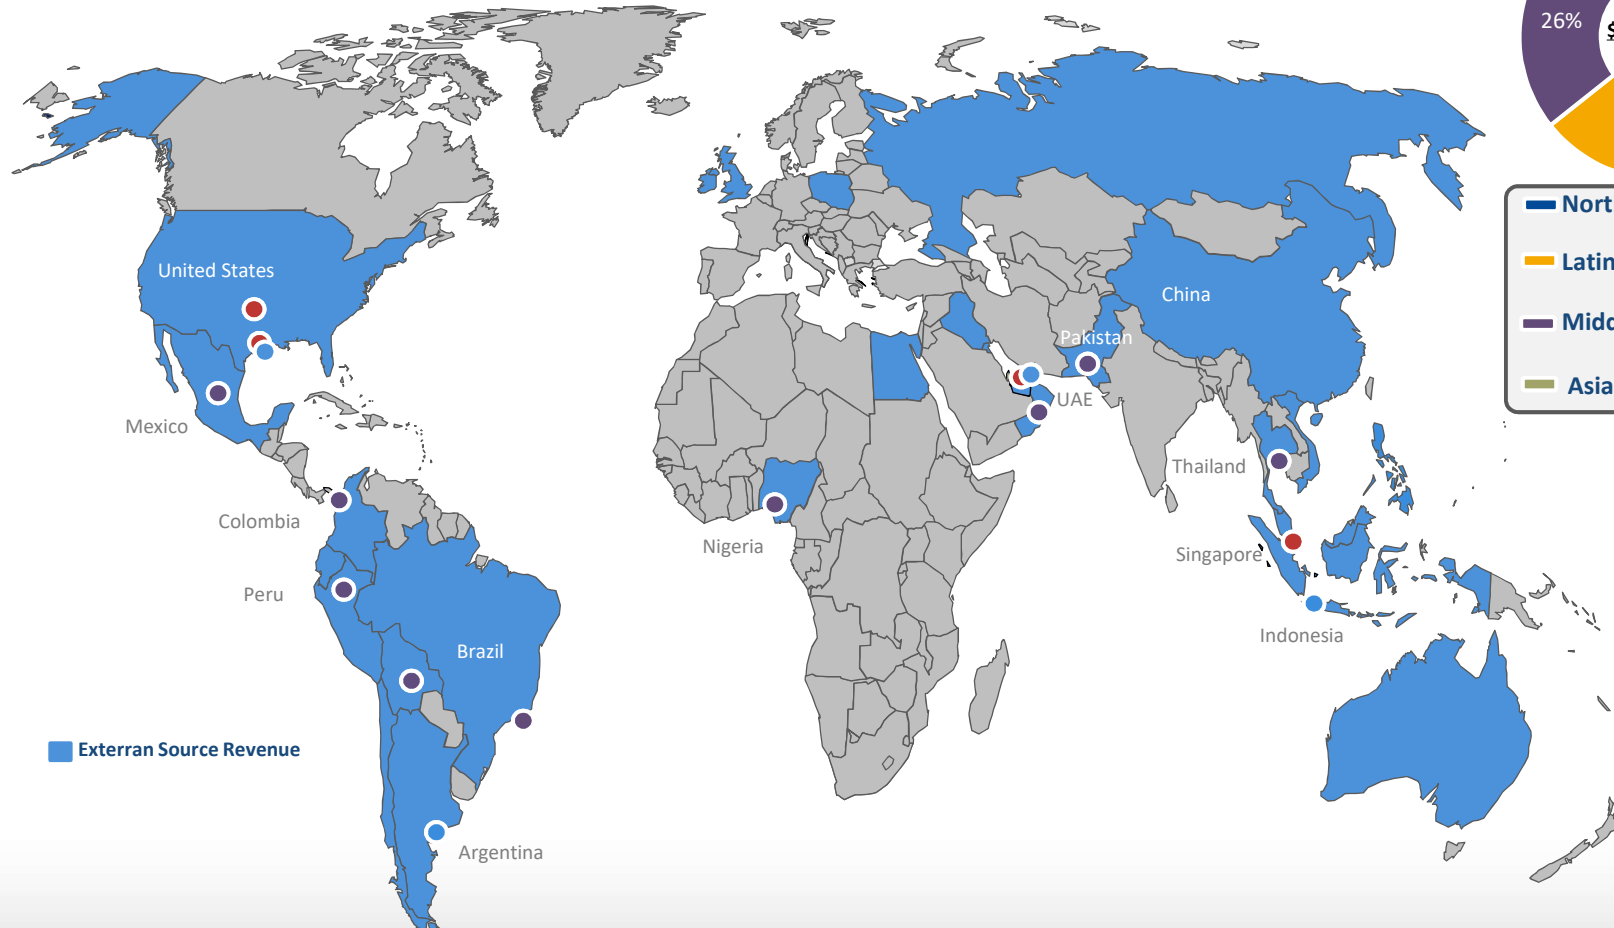 26%
$
Nort
Latin
Midd
Asia
United States
China
Pakistan
UAE
Mexico
Thailand
Colombia
Nigeria
Singapore
Peru
Indonesia
Brazil
Exterran Source Revenue
Argentina